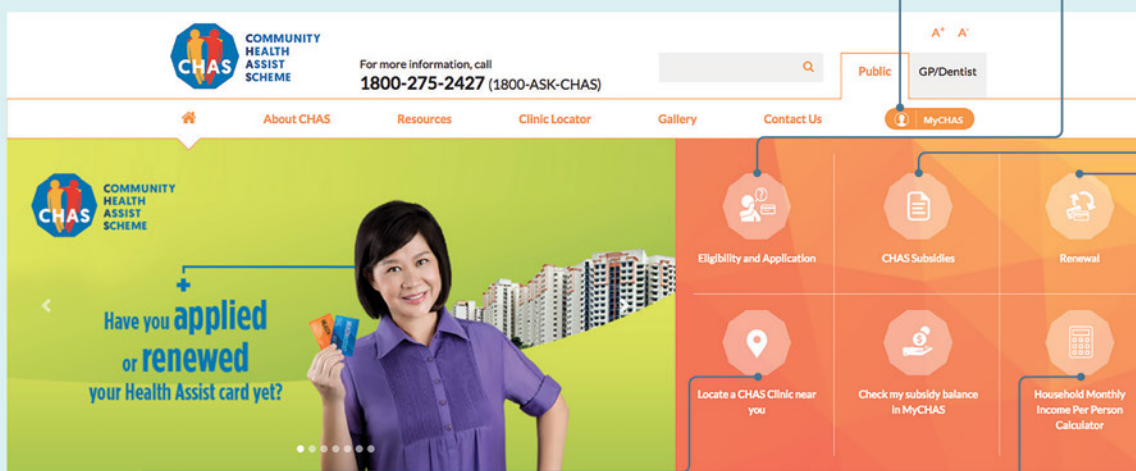 CHAS
COMMUNITY
HEALTH
ASSIST
SCHEME
For more information, call
1800-275-2427 (1800-ASK-CHAS)
A+ A-
Public
GP/Dentist
About CHAS
Resources
Clinic Locator
Gallery
Contact Us
MyCHAS
CHAS
COMMUNITY
HEALTH
ASSIST
SCHEME
Have you applied
or renewed
your Health Assist card yet?
Eligibility and Application
CHAS Subsidies
Renewal
Locate a CHAS Clinic near
you
Check my subsidy balance
in MyCHAS
Household Monthly
Income Per Person
Calculator